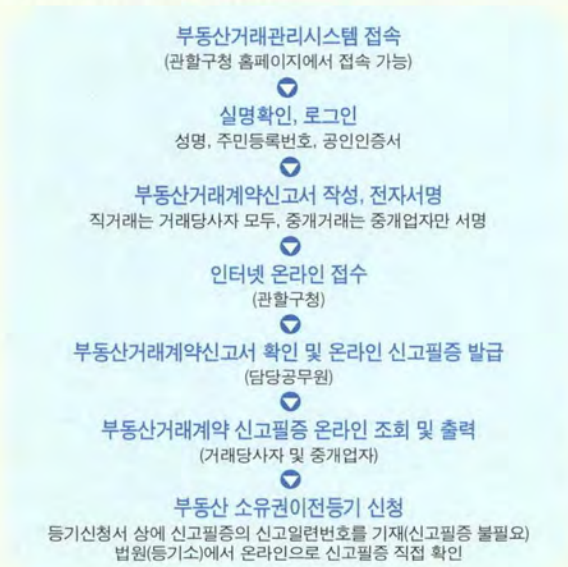 부동산거래관리시스템 접속
(관할구청 홈페이지에서 접속 가능)
실명확인, 로그인
성명, 주민등록번호, 공인인증서
부동산거래계약신고서 작성, 전자서명
직거래는 거래당사자 모두, 중개거래는 중개업자만 서명
인터넷 온라인 접수
(관할구청)
부동산거래계약신고서 확인 및 온라인 신고필증 발급
(담당공무원)
부동산거래계약 신고필증 온라인 조회 및 출력
(거래당사자 및 중개업자)
부동산 소유권이전등기 신청
등기신청서 상에 신고필증의 신고일련번호를 기재(신고필증 불필요)
법원(등기소)에서 온라인으로 신고필증 직접 확인